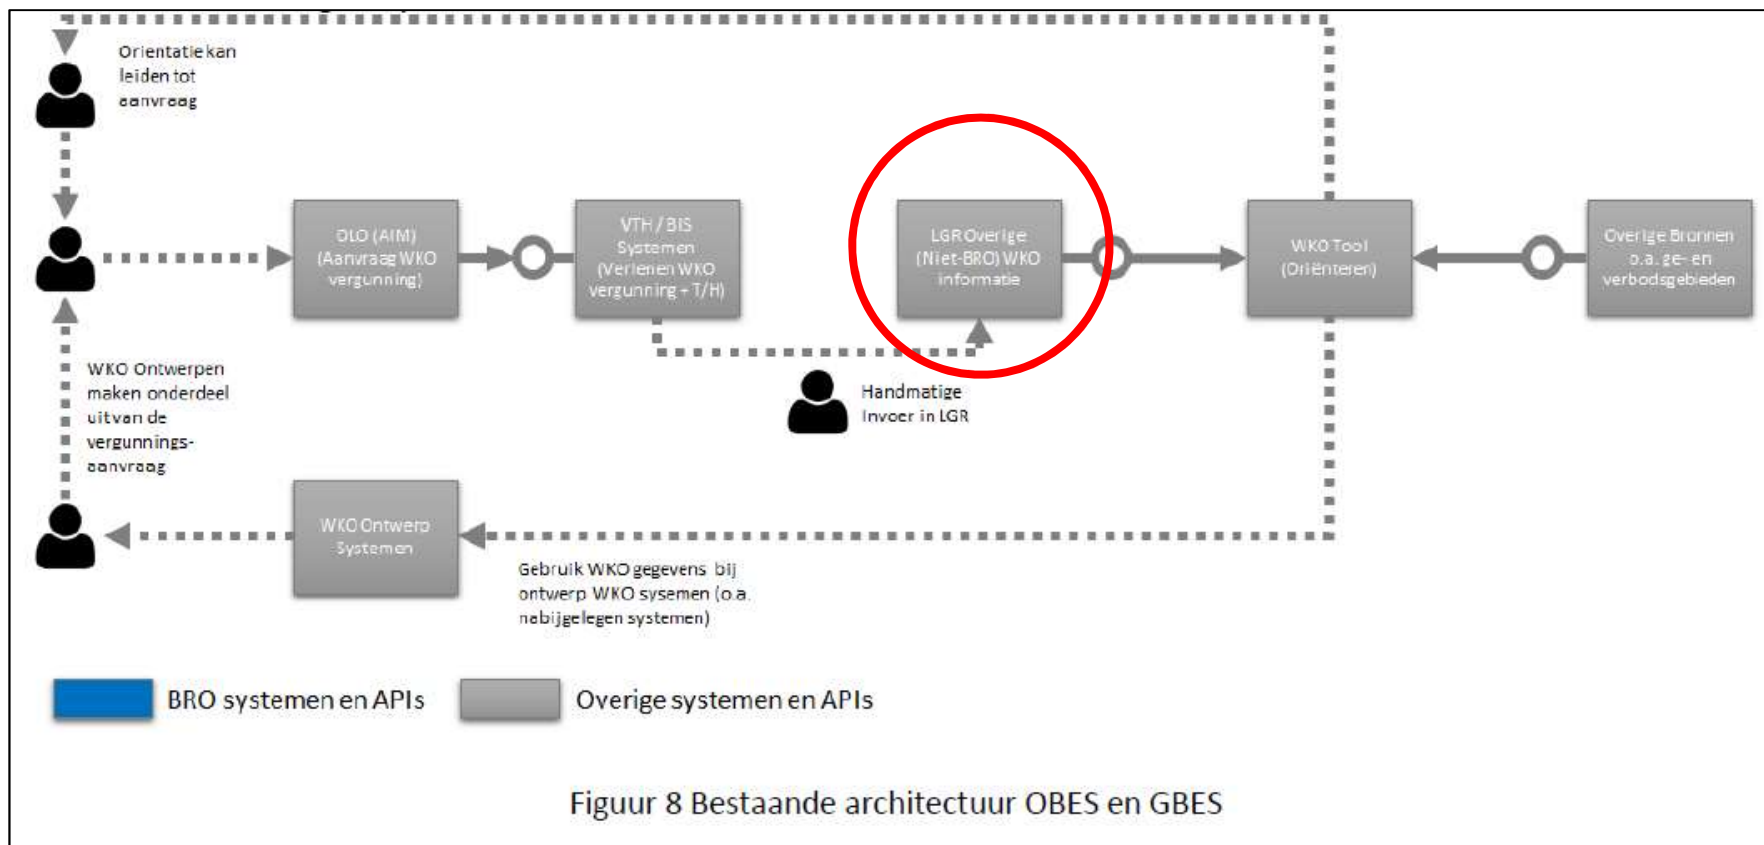 Orientatie kan
leiden tot
aanvraag
OLO (AIM)
(Aanvraag WKO
vergunning)
VTH / BIS
Systemen
(Verlenen WKO
vergunning + T/H)
LGR Overige
(Niet-BRO) WKO
informatie
WKO Tool
(Oriënteren)
Overige Bronnen
o.a. ge- en
verbodsgebieden
WKO Ontwerpen
maken onderdeel
uit van de
vergunnings-
aanvraag
Handmatige
Invoer in LGR
WKO Ontwerp
Systemen
Gebruik WKO gegevens bij
ontwerp WKO sysemen (o.a.
nabijgelegen systemen)
BRO systemen en APIs
Overige systemen en APIs
Figuur 8 Bestaande architectuur OBES en GBES